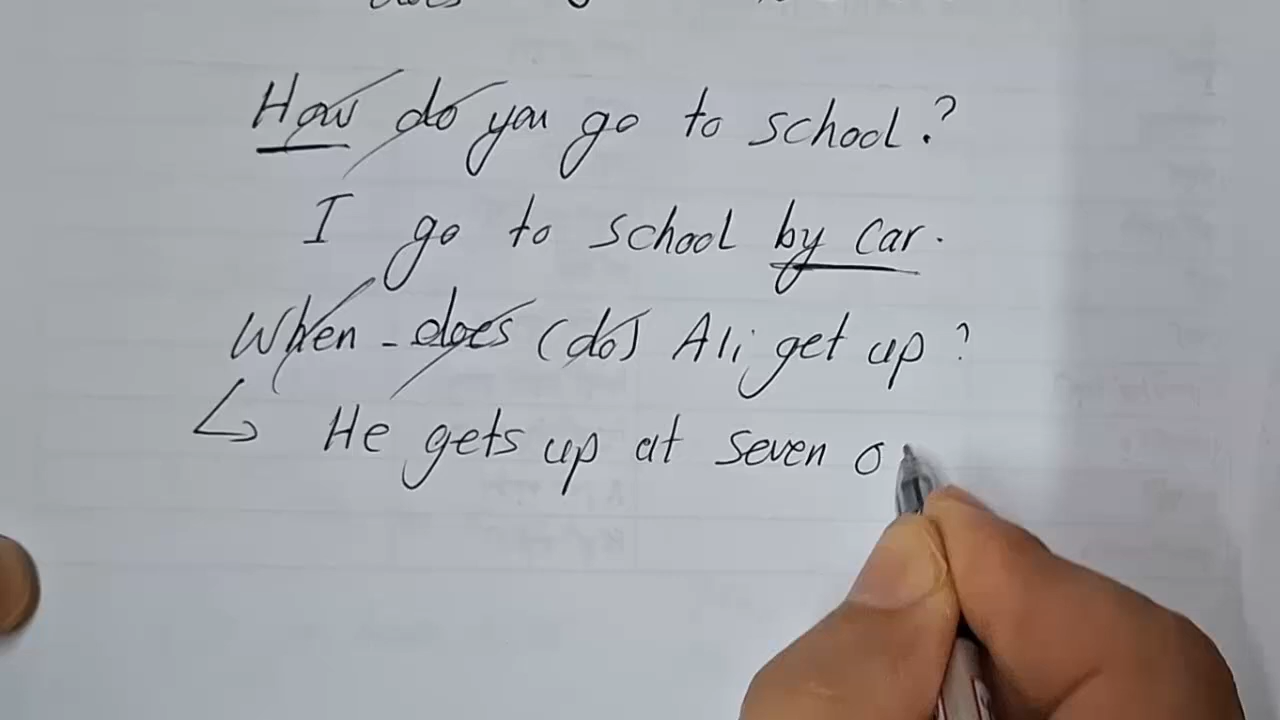 How do you go to school?
I go to school by car.
When - does (do) Ali get up?
He gets up at seven o